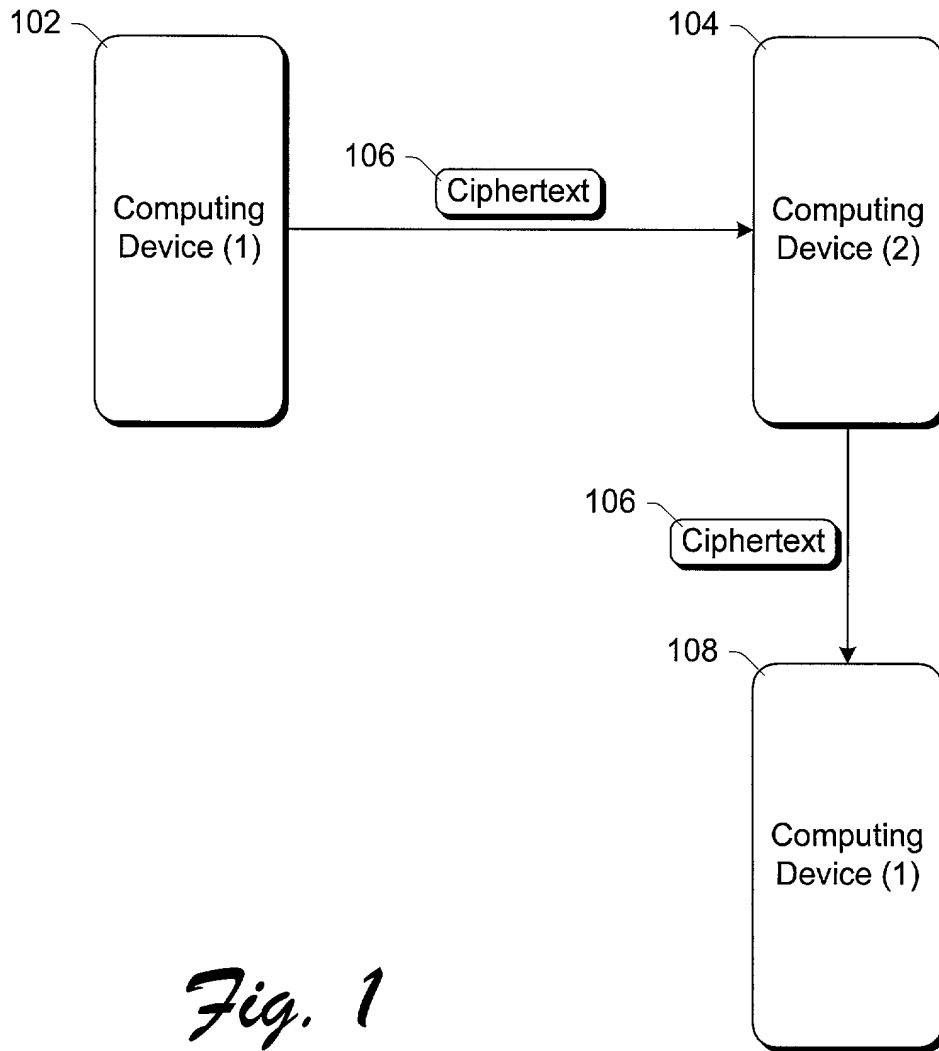 102
104
106
Ciphertext
Computing
Device (1)
Computing
Device (2)
106
Ciphertext
108
Computing
Device (1)
Fig. 1